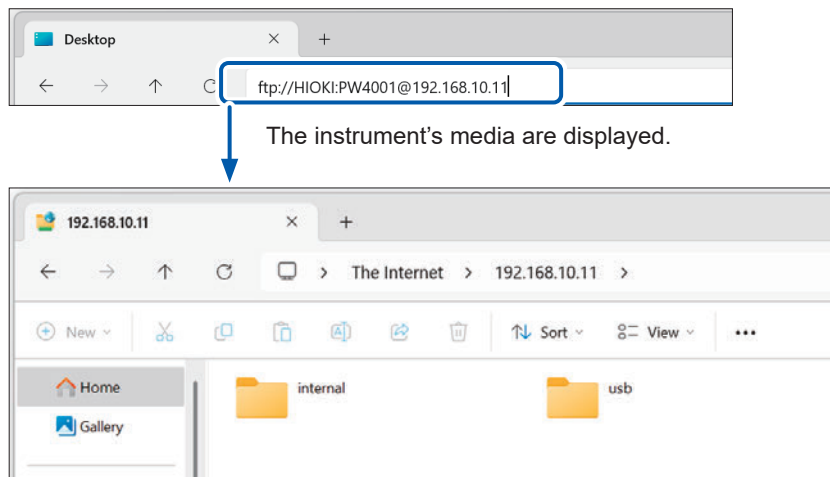 Desktop
ftp://HIOKI:PW4001@192.168.10.11
The instrument's media are displayed.
192.168.10.11
The Internet > 192.168.10.11 >
New Sort View
Home internal usb
Gallery